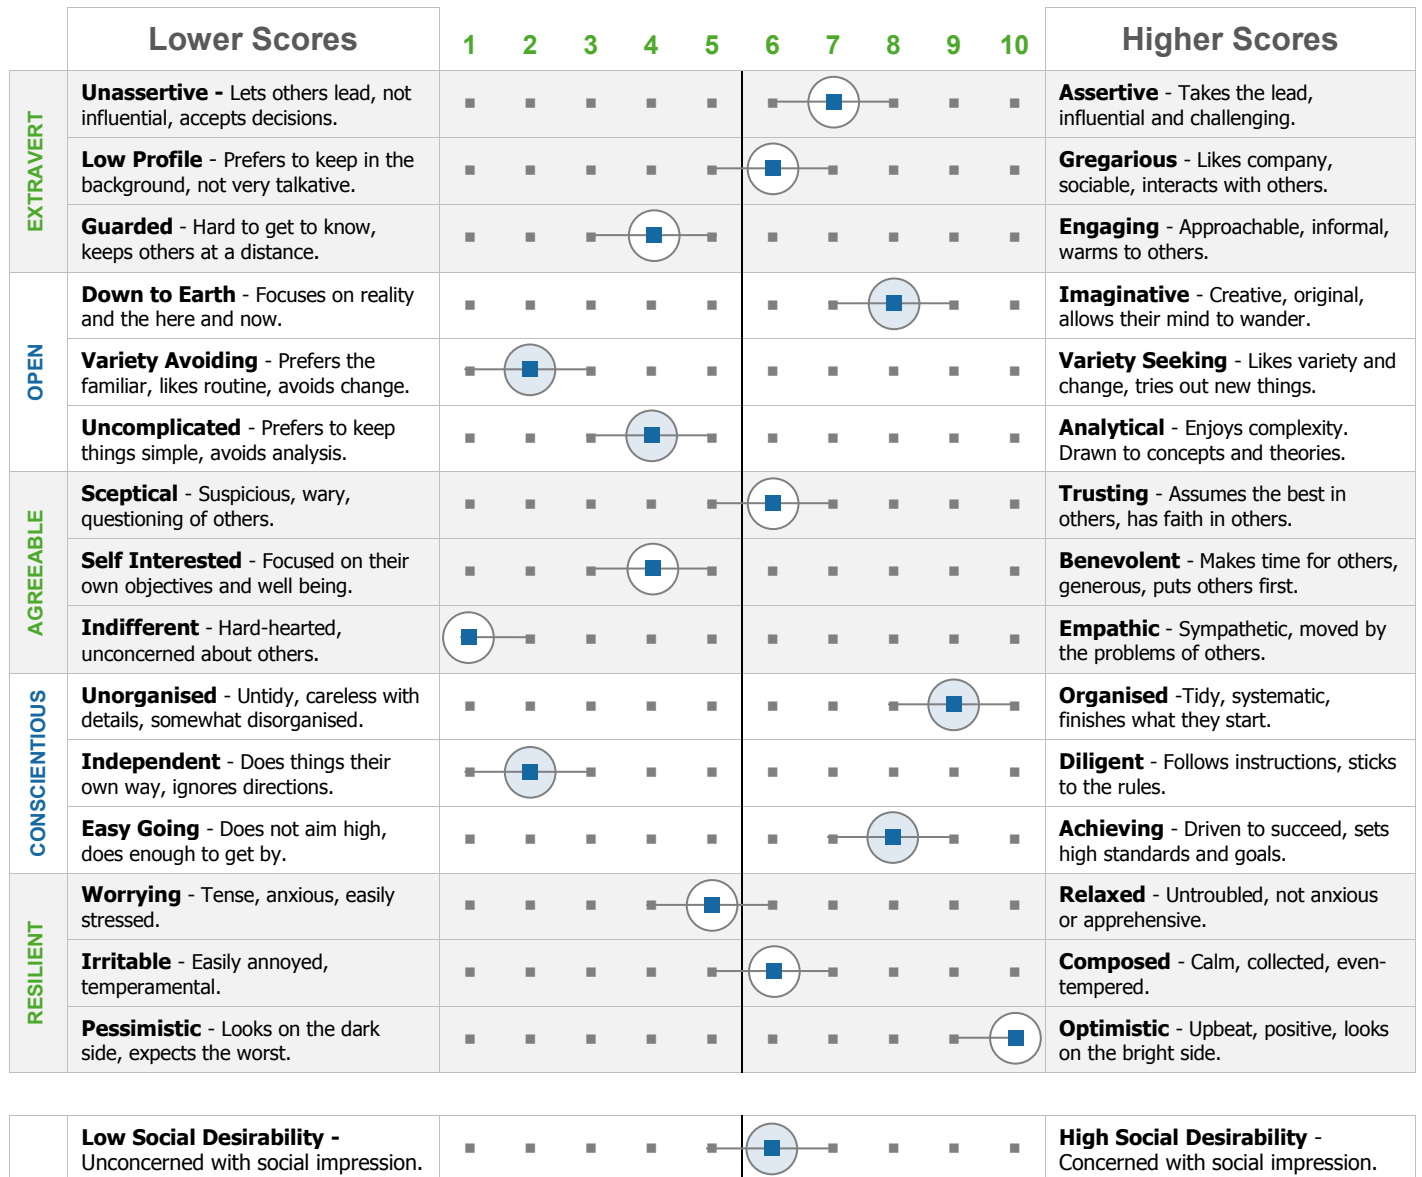 Lower Scores 1 2 3 4 5 6 7 8 9 10 Higher Scores
EXTRAVERT
Unassertive - Lets others lead, not
influential, accepts decisions.
Assertive - Takes the lead,
influential and challenging.
Low Profile - Prefers to keep in the
background, not very talkative.
Gregarious - Likes company,
sociable, interacts with others.
Guarded - Hard to get to know,
keeps others at a distance.
Engaging - Approachable, informal,
warms to others.
OPEN
Down to Earth - Focuses on reality
and the here and now.
Imaginative - Creative, original,
allows their mind to wander.
Variety Avoiding - Prefers the
familiar, likes routine, avoids change.
Variety Seeking - Likes variety and
change, tries out new things.
Uncomplicated - Prefers to keep
things simple, avoids analysis.
Analytical - Enjoys complexity.
Drawn to concepts and theories.
AGREEABLE
Sceptical - Suspicious, wary,
questioning of others.
Trusting - Assumes the best in
others, has faith in others.
Self Interested - Focused on their
own objectives and well being.
Benevolent - Makes time for others,
generous, puts others first.
Indifferent - Hard-hearted,
unconcerned about others.
Empathic - Sympathetic, moved by
the problems of others.
CONSCIENTIOUS
Unorganised - Untidy, careless with
details, somewhat disorganised.
Organised -Tidy, systematic,
finishes what they start.
Independent - Does things their
own way, ignores directions.
Diligent - Follows instructions, sticks
to the rules.
Easy Going - Does not aim high,
does enough to get by.
Achieving - Driven to succeed, sets
high standards and goals.
RESILIENT
Worrying - Tense, anxious, easily
stressed.
Relaxed - Untroubled, not anxious
or apprehensive.
Irritable - Easily annoyed,
temperamental.
Composed - Calm, collected, even-
tempered.
Pessimistic - Looks on the dark
side, expects the worst.
Optimistic - Upbeat, positive, looks
on the bright side.
Low Social Desirability -
Unconcerned with social impression.
High Social Desirability -
Concerned with social impression.